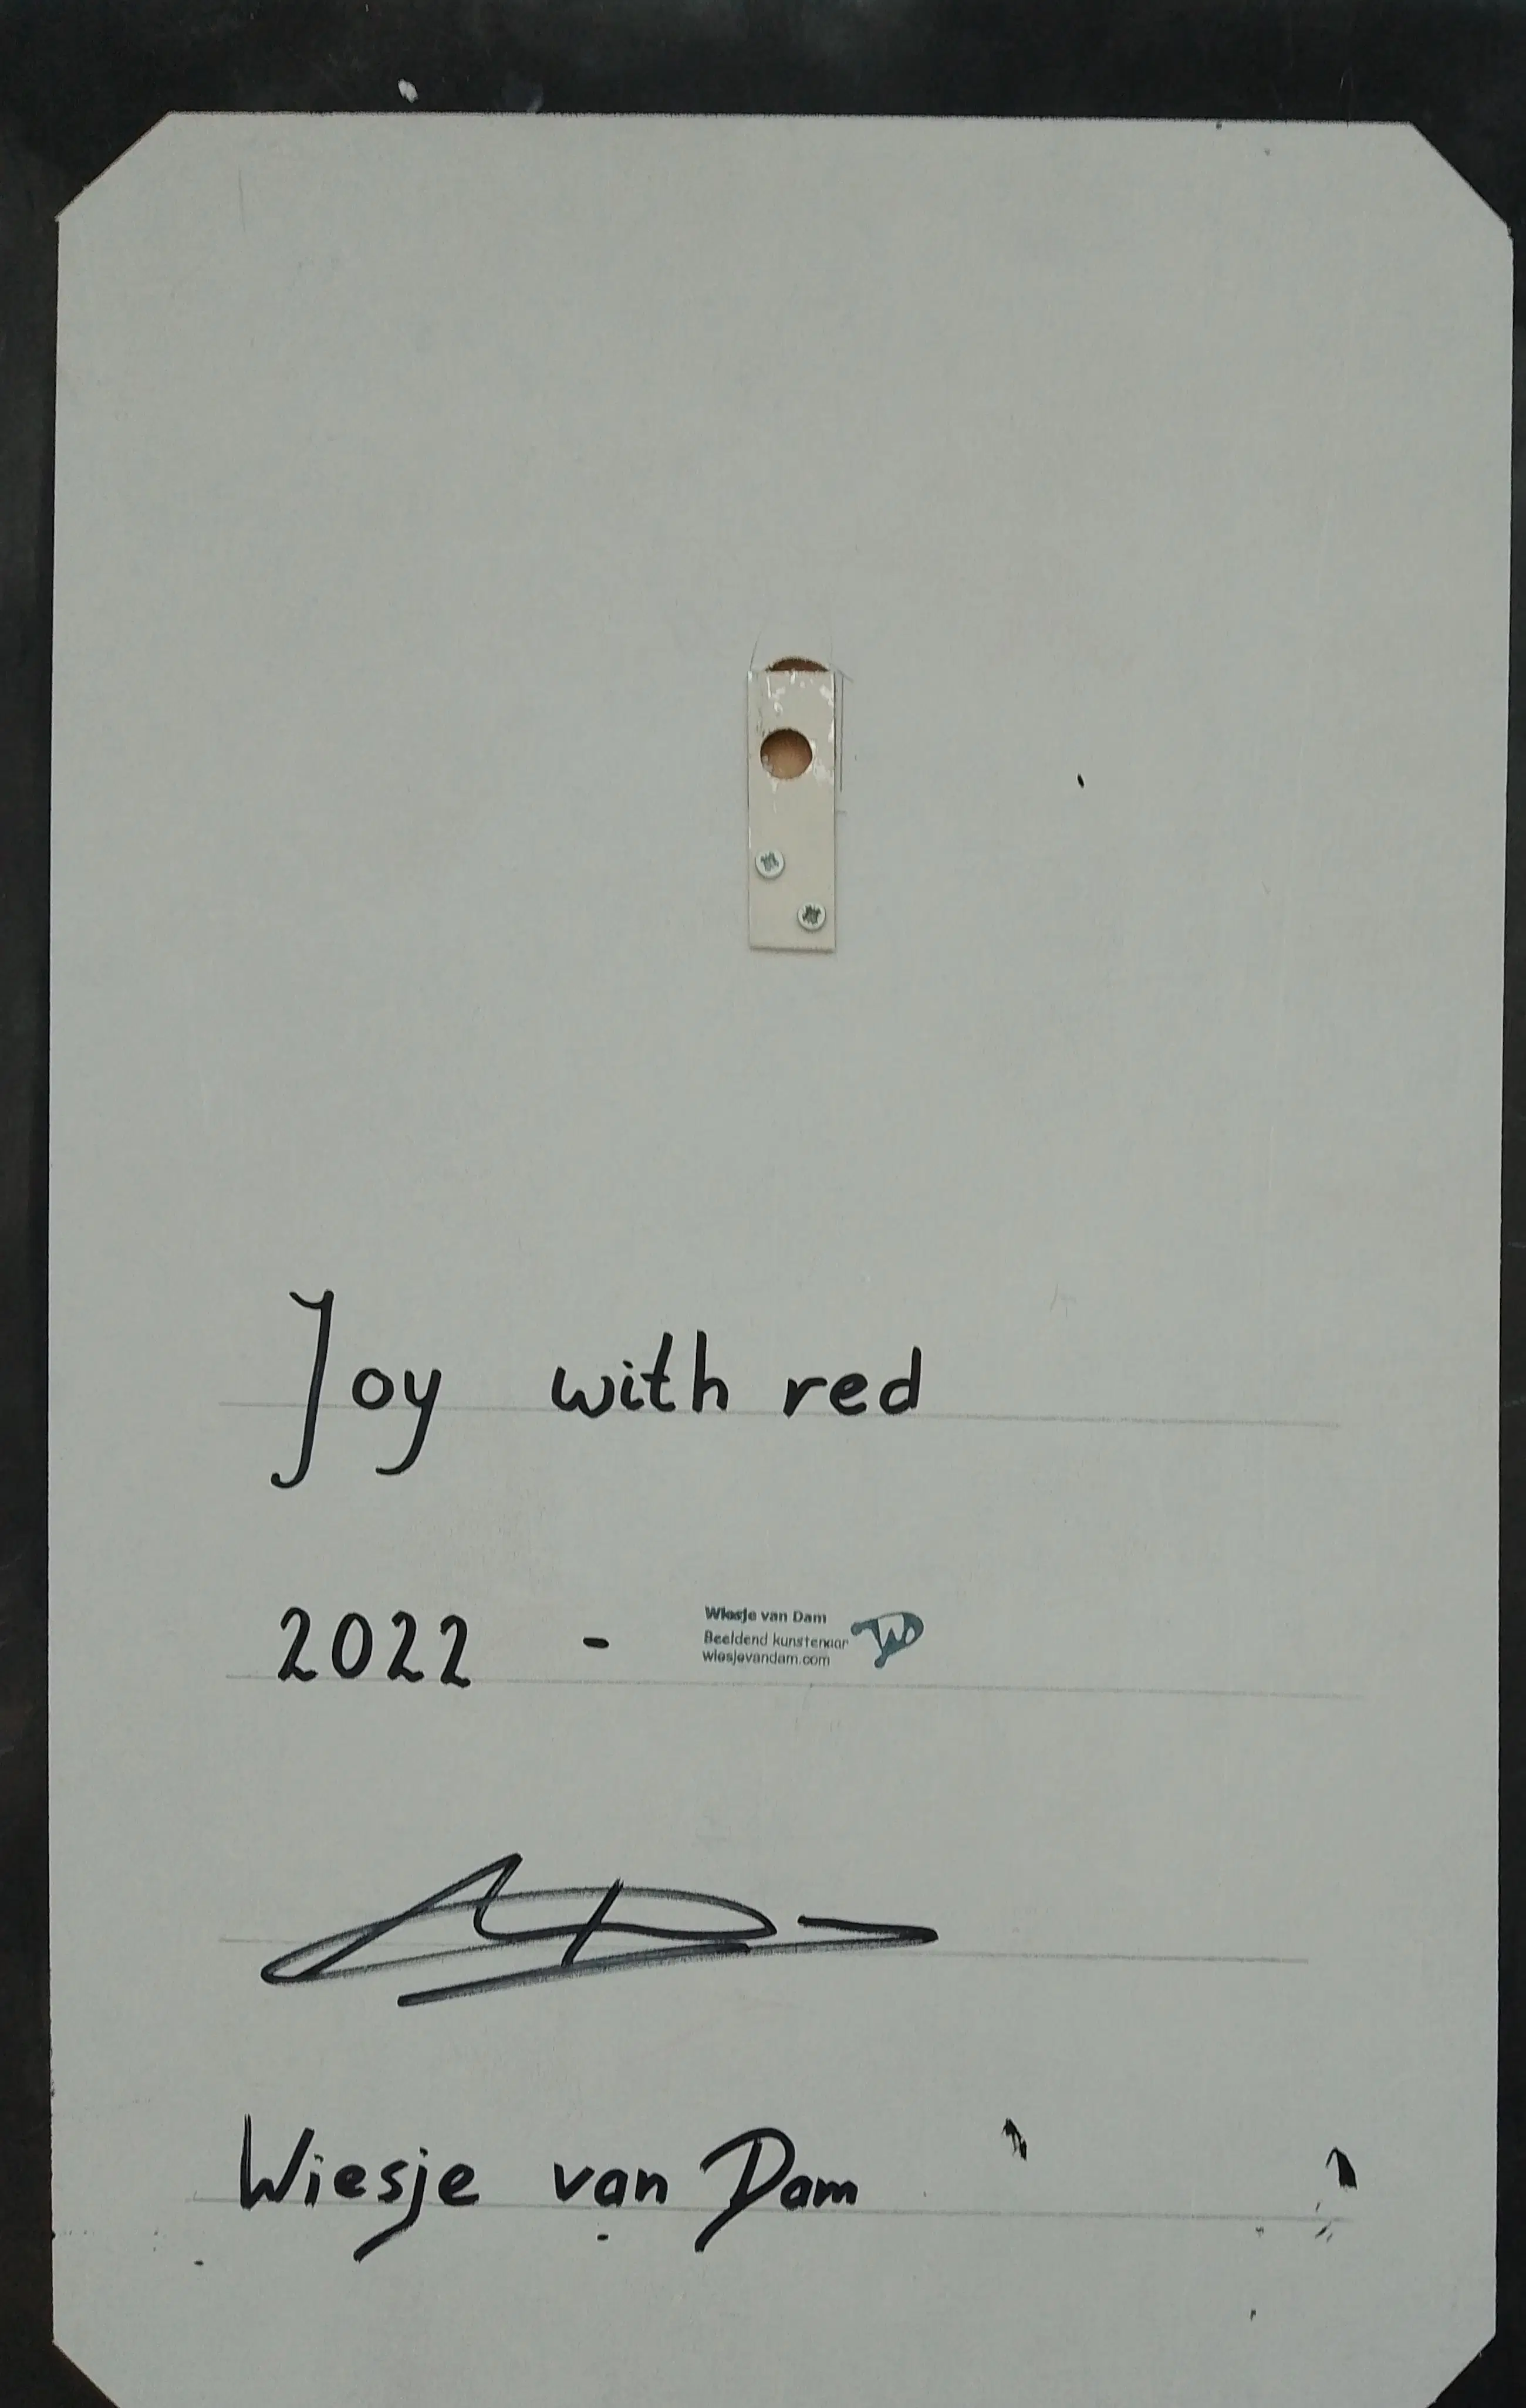 Joy with red
2022 -
Wiesje van Dam
Beeldend kunstenaar
wiesjevandam.com
Wiesje van Dam